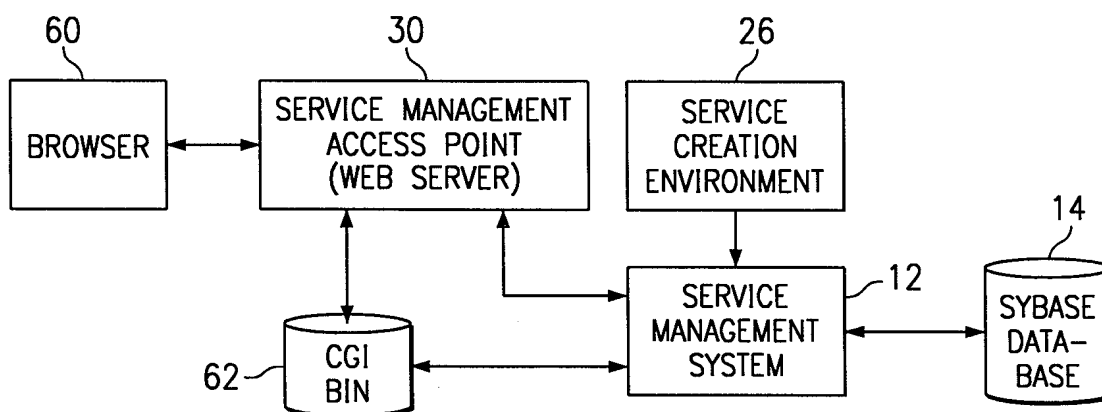 60
30
26
BROWSER
SERVICE MANAGEMENT
ACCESS POINT
(WEB SERVER)
SERVICE
CREATION
ENVIRONMENT
14
12
SERVICE
MANAGEMENT
SYSTEM
SYBASE
DATA-
BASE
62
CGI
BIN